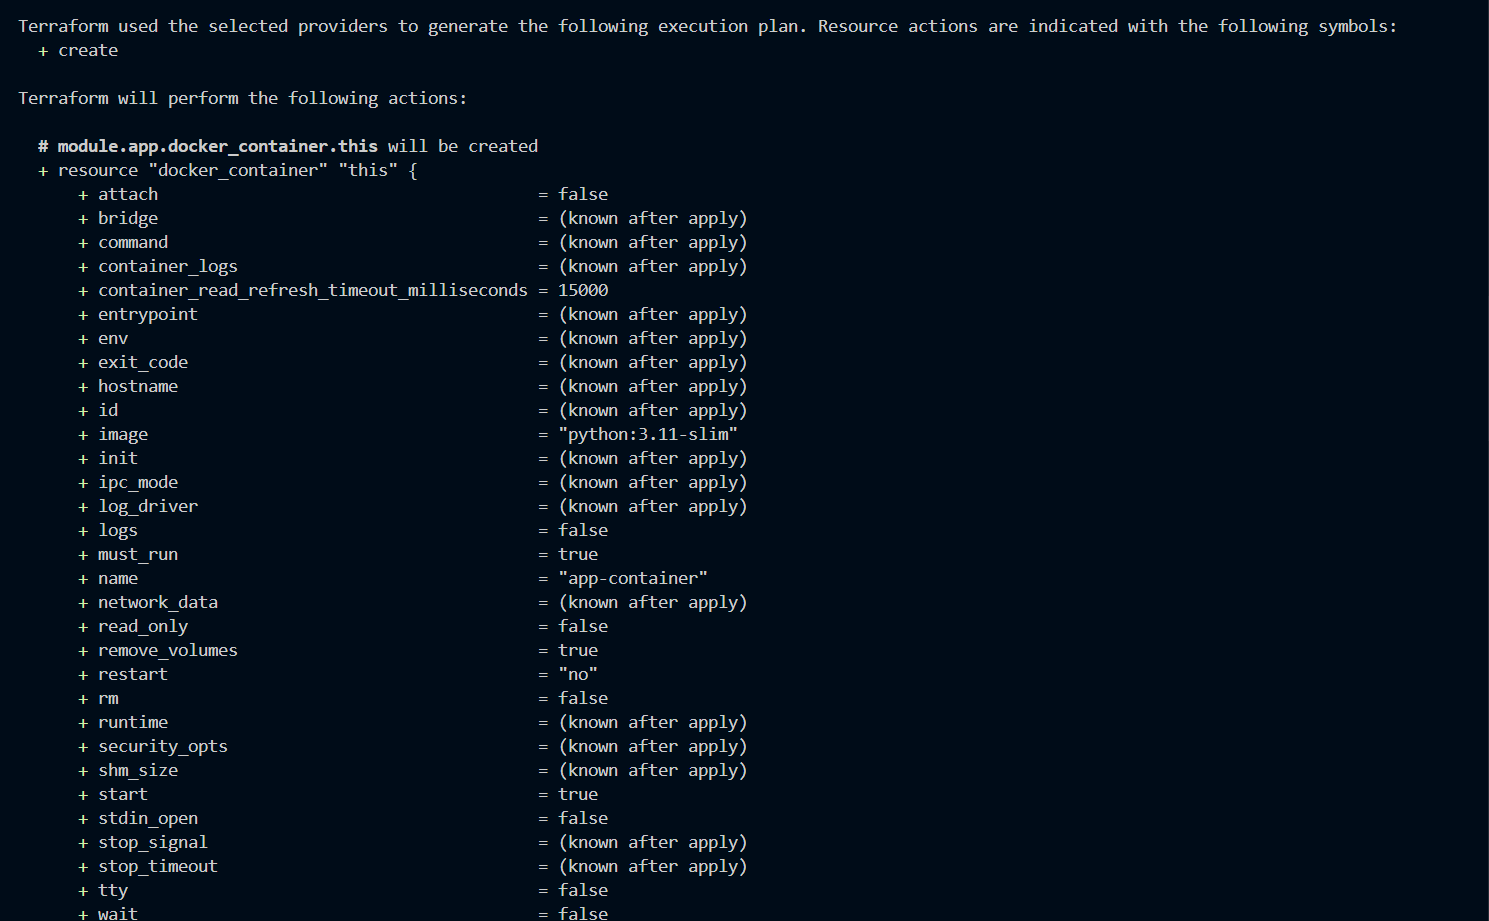 Terraform used the selected providers to generate the following execution plan. Resource actions are indicated with the following symbols:
  + create

Terraform will perform the following actions:

  # module.app.docker_container.this will be created
  + resource "docker_container" "this" {
      + attach                                      = false
      + bridge                                      = (known after apply)
      + command                                     = (known after apply)
      + container_logs                              = (known after apply)
      + container_read_refresh_timeout_milliseconds = 15000
      + entrypoint                                  = (known after apply)
      + env                                         = (known after apply)
      + exit_code                                   = (known after apply)
      + hostname                                    = (known after apply)
      + id                                          = (known after apply)
      + image                                       = "python:3.11-slim"
      + init                                        = (known after apply)
      + ipc_mode                                    = (known after apply)
      + log_driver                                  = (known after apply)
      + logs                                        = false
      + must_run                                    = true
      + name                                        = "app-container"
      + network_data                                = (known after apply)
      + read_only                                   = false
      + remove_volumes                              = true
      + restart                                     = "no"
      + rm                                          = false
      + runtime                                     = (known after apply)
      + security_opts                               = (known after apply)
      + shm_size                                    = (known after apply)
      + start                                       = true
      + stdin_open                                  = false
      + stop_signal                                 = (known after apply)
      + stop_timeout                                = (known after apply)
      + tty                                         = false
      + wait                                        = false